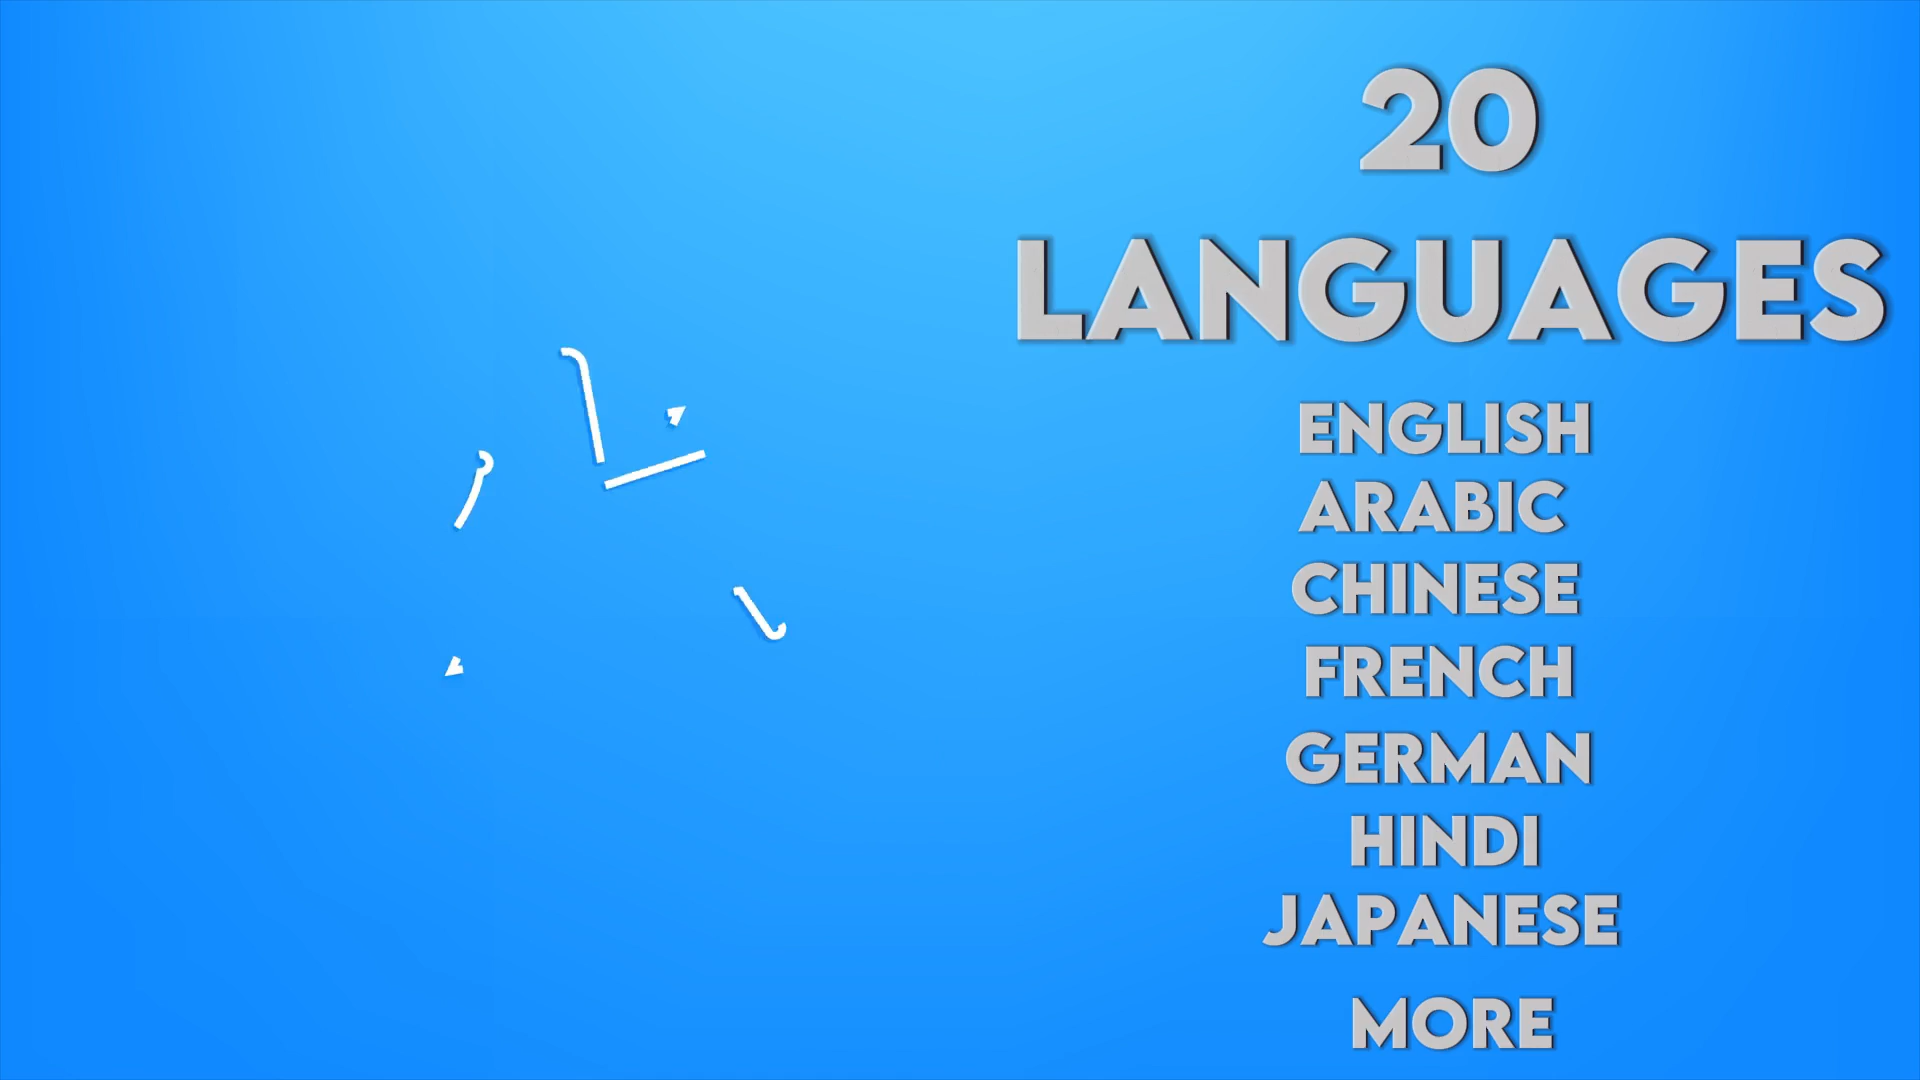 20
LANGUAGES
ENGLISH
ARABIC
CHINESE
FRENCH
GERMAN
HINDI
JAPANESE
MORE